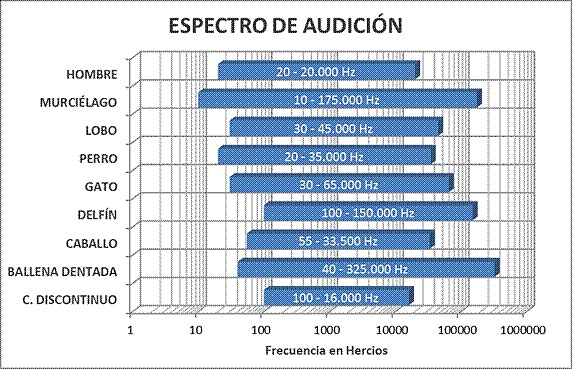 ESPECTRO DE AUDICIÓN
HOMBRE 20 - 20.000 Hz
MURCIÉLAGO 10 - 175.000 Hz
LOBO 30 - 45.000 Hz
PERRO 20 - 35.000 Hz
GATO 30 - 65.000 Hz
DELFÍN 100 - 150.000 Hz
CABALLO 55 - 33.500 Hz
BALLENA DENTADA 40 - 325.000 Hz
C. DISCONTINUO 100 - 16.000 Hz
1 10 100 1000 10000 100000 1000000
Frecuencia en Hercios